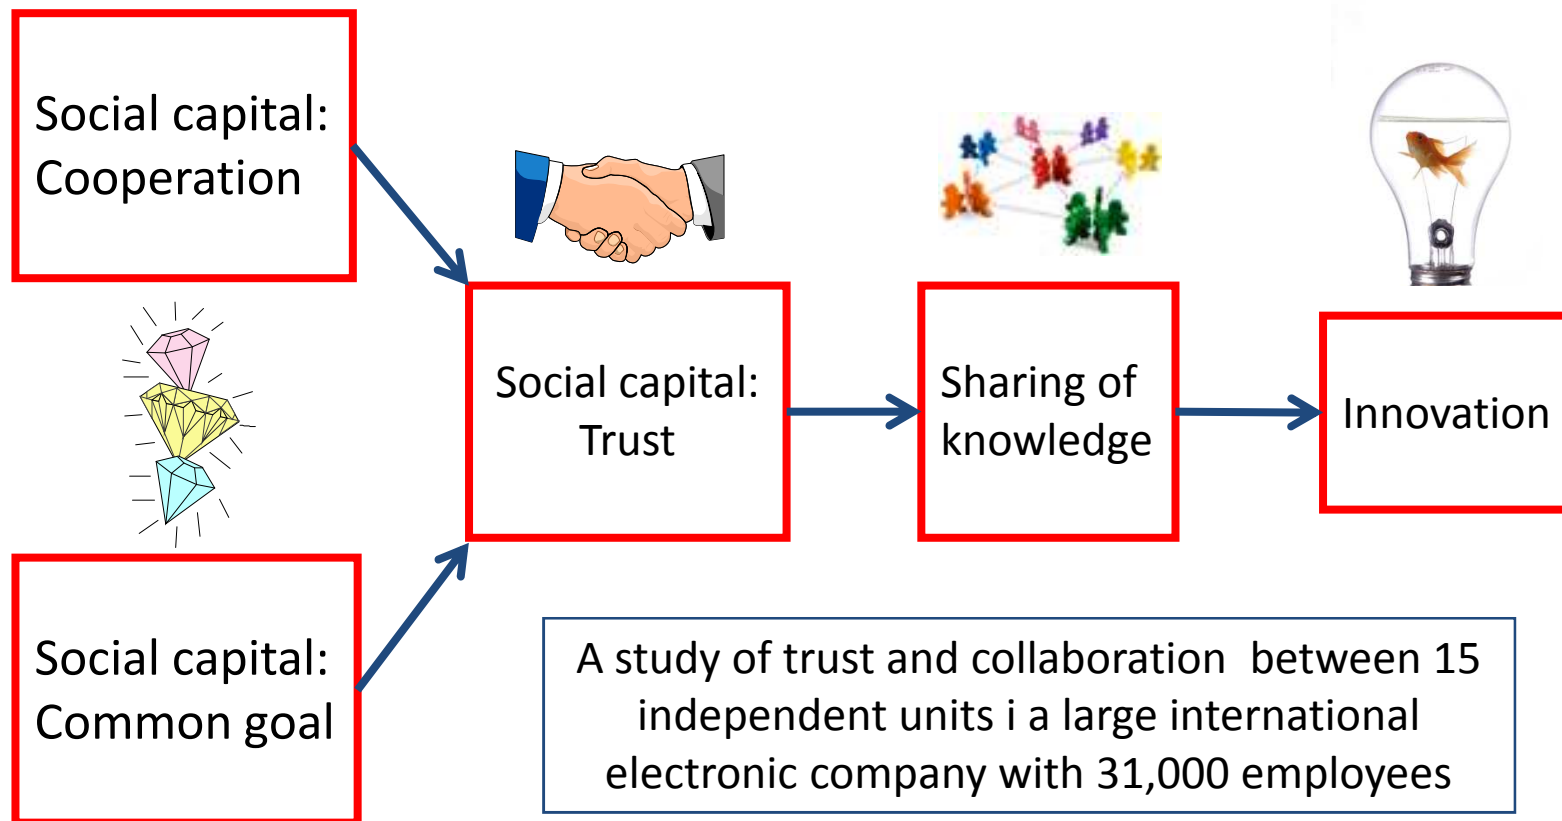 Social capital:
Cooperation
Social capital:
Trust
Sharing of
knowledge
Innovation
Social capital:
Common goal
A study of trust and collaboration between 15
independent units i a large international
electronic company with 31,000 employees